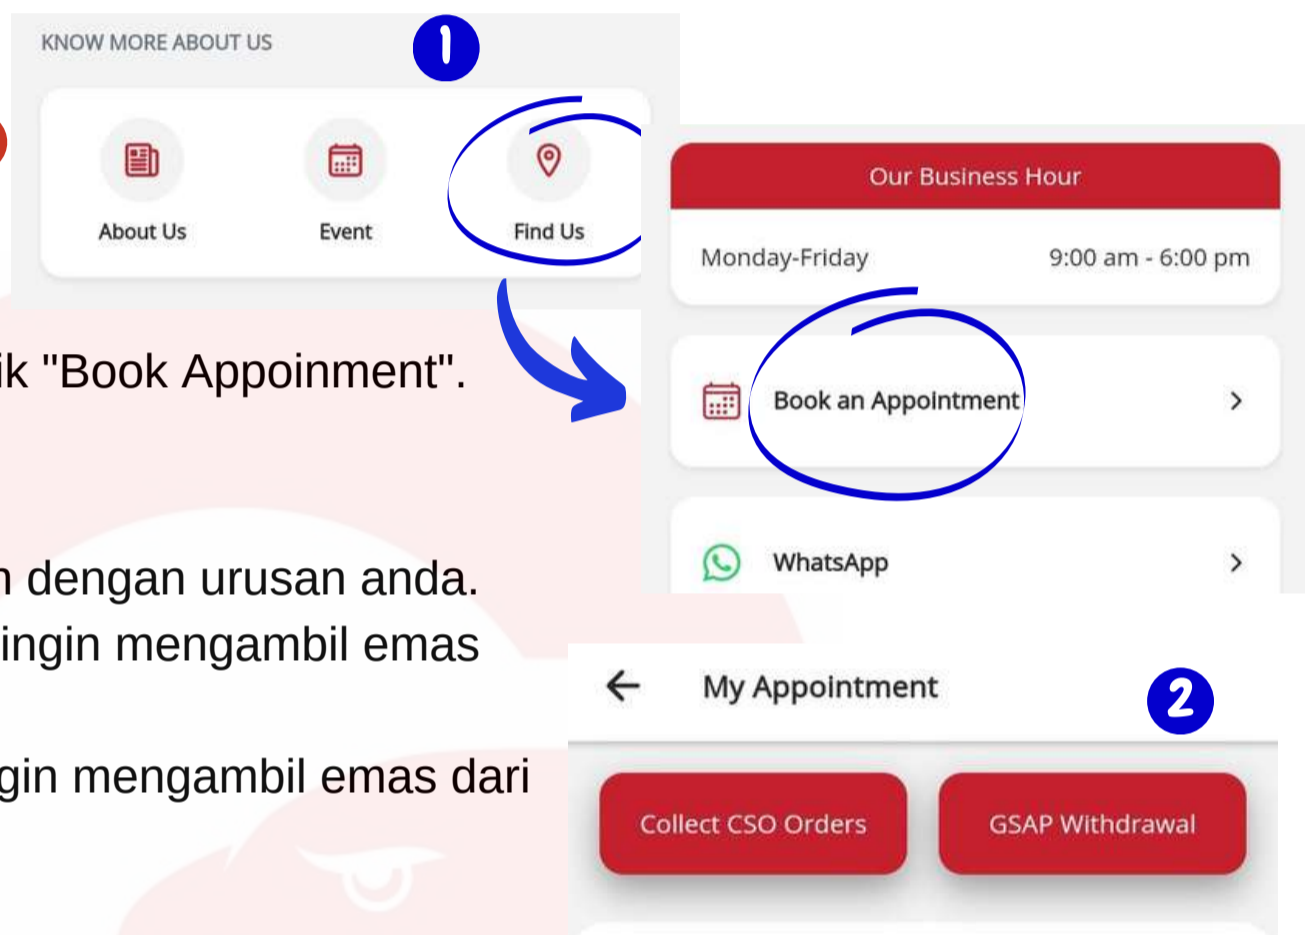 KNOW MORE ABOUT US
1
About Us
Event
Find Us
Our Business Hour
Monday-Friday 9:00 am - 6:00 pm
"Book Appoinment".
Book an Appointment
WhatsApp
dengan urusan anda.
ingin mengambil emas
My Appointment
2
mengambil emas dari
Collect CSO Orders
GSAP Withdrawal